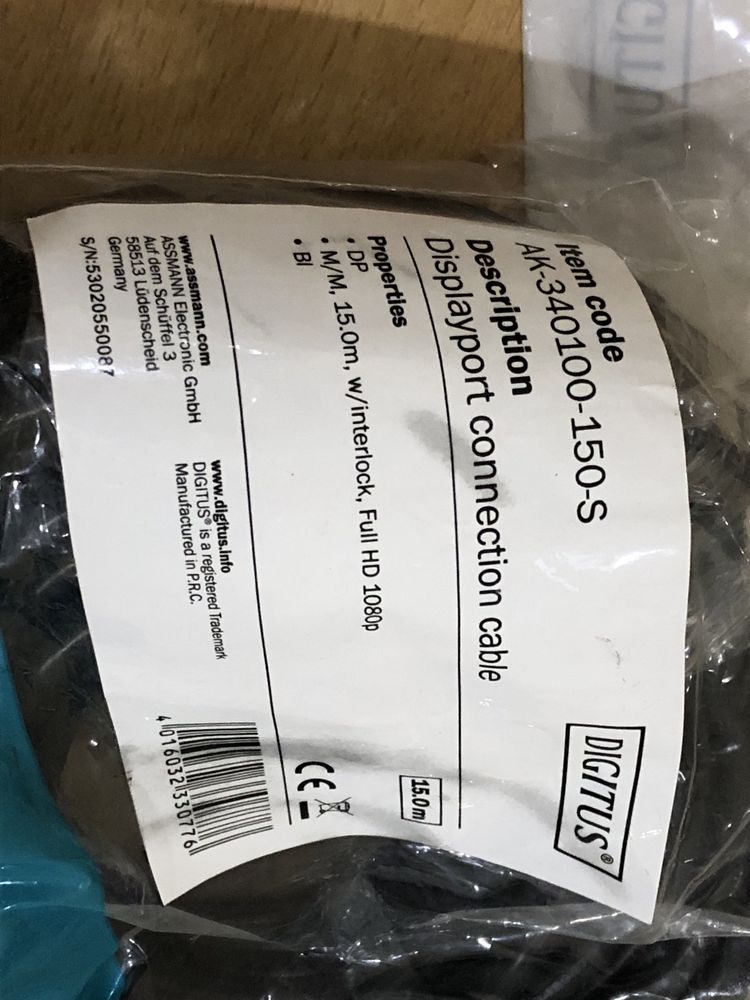 Item code
AK-340100-150-S
DIGITUS®
Description
Displayport connection cable
15.0m
Properties
• DP
• M/M, 15.0m, w/interlock, Full HD 1080p
• BI
CE
www.assmann.com
ASSMANN Electronic GmbH
Auf dem Schüffel 3
58513 Lüdenscheid
Germany
S/N:53020550087
www.digitus.info
DIGITUS® is a registered Trademark
Manufactured in P.R.C.
4 016032 330776